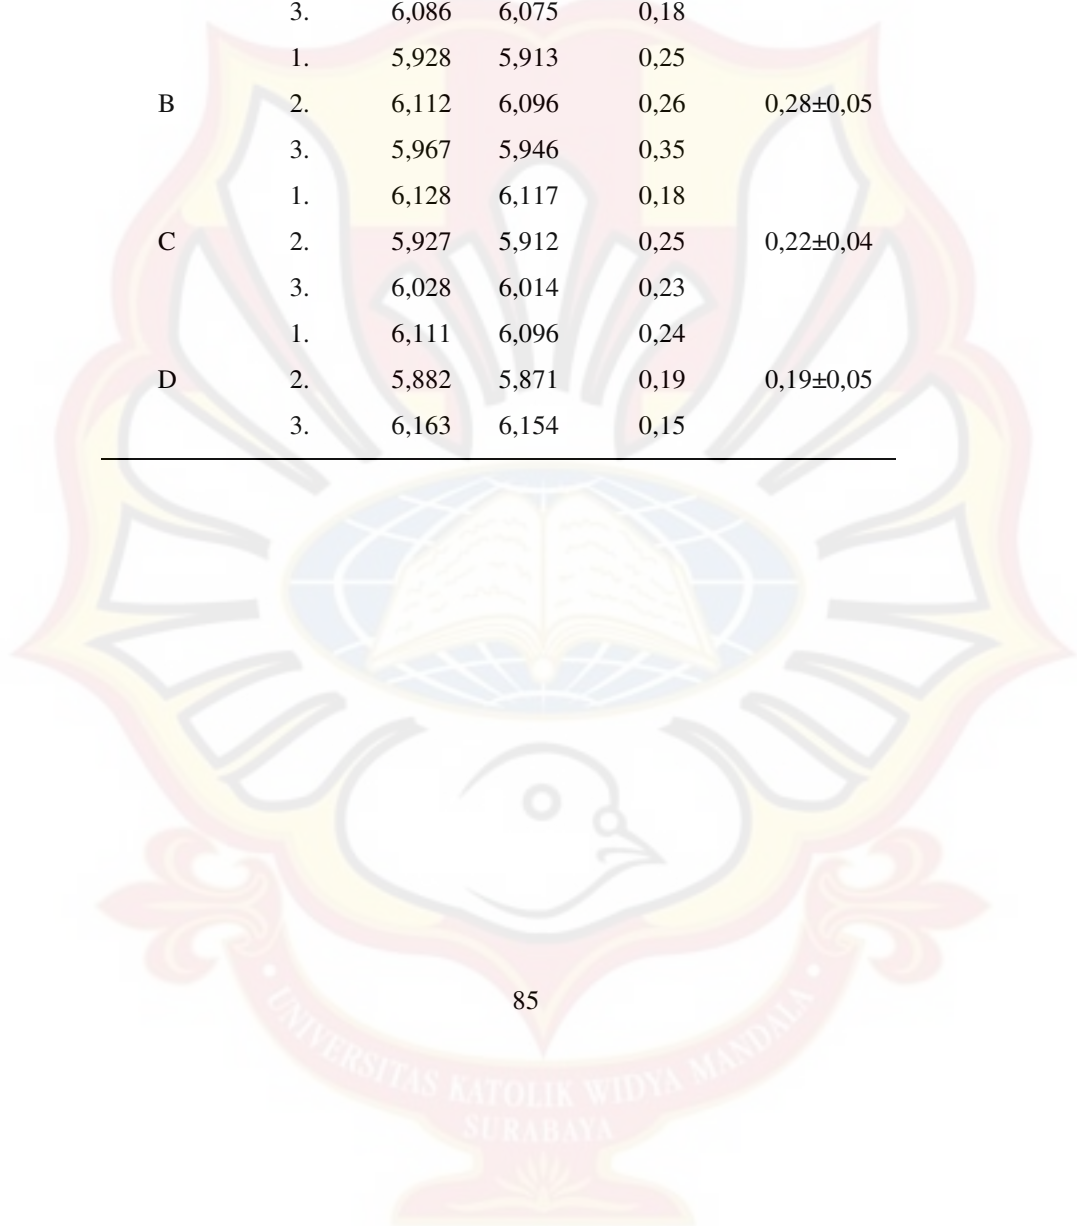 3. 6,086 6,075 0,18
1. 5,928 5,913 0,25
B 2. 6,112 6,096 0,26 0,28±0,05
3. 5,967 5,946 0,35
1. 6,128 6,117 0,18
C 2. 5,927 5,912 0,25 0,22±0,04
3. 6,028 6,014 0,23
1. 6,111 6,096 0,24
D 2. 5,882 5,871 0,19 0,19±0,05
3. 6,163 6,154 0,15
85
UNIVERSITAS KATOLIK WIDYA MANDALA
SURABAYA